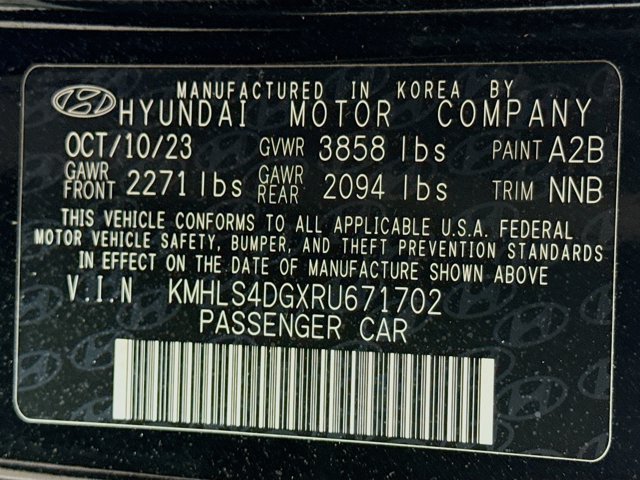 MANUFACTURED IN KOREA BY
HYUNDAI MOTOR COMPANY
OCT/10/23 GVWR 3858 lbs PAINT A2B
GAWR FRONT 2271 lbs GAWR REAR 2094 lbs TRIM NNB
THIS VEHICLE CONFORMS TO ALL APPLICABLE U.S.A. FEDERAL
MOTOR VEHICLE SAFETY, BUMPER, AND THEFT PREVENTION STANDARDS
IN EFFECT ON THE DATE OF MANUFACTURE SHOWN ABOVE
V.I.N KMHLS4DGXRU671702
PASSENGER CAR